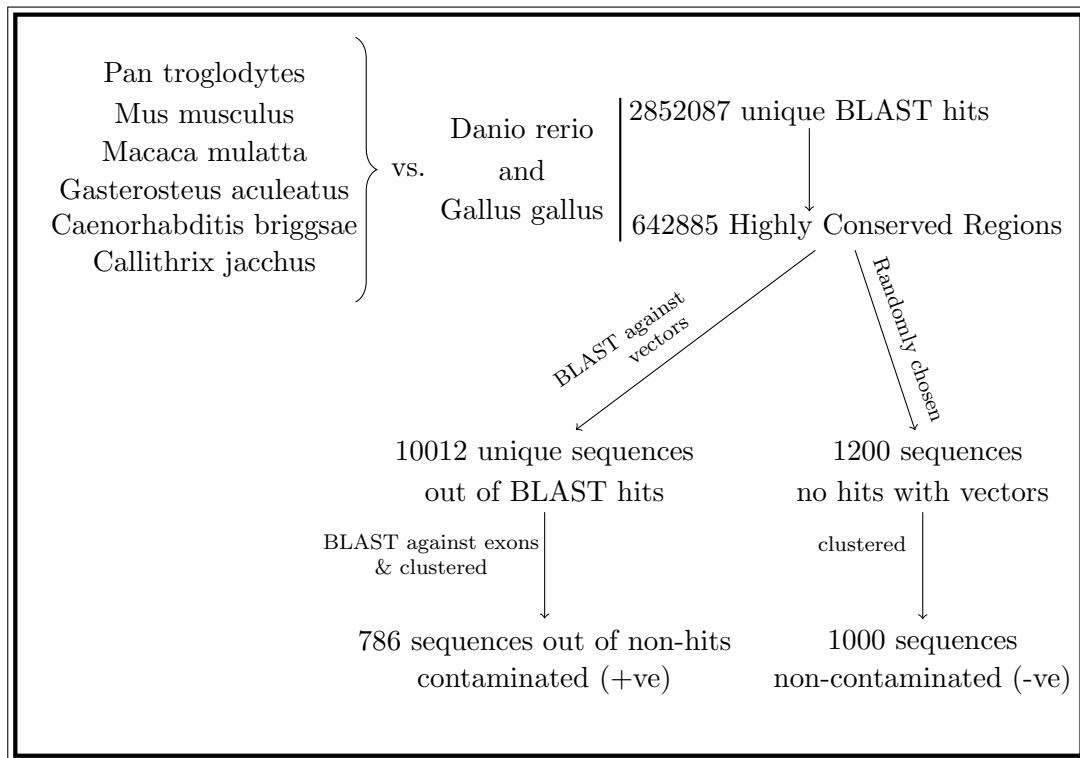 Pan troglodytes
Mus musculus
Macaca mulatta
Gasterosteus aculeatus
Caenorhabditis briggsae
Callithrix jacchus
vs.
Danio rerio
and
Gallus gallus
2852087 unique BLAST hits
642885 Highly Conserved Regions
BLAST against
vectors
Randomly chosen
10012 unique sequences
out of BLAST hits
1200 sequences
no hits with vectors
BLAST against exons
& clustered
clustered
786 sequences out of non-hits
contaminated (+ve)
1000 sequences
non-contaminated (-ve)